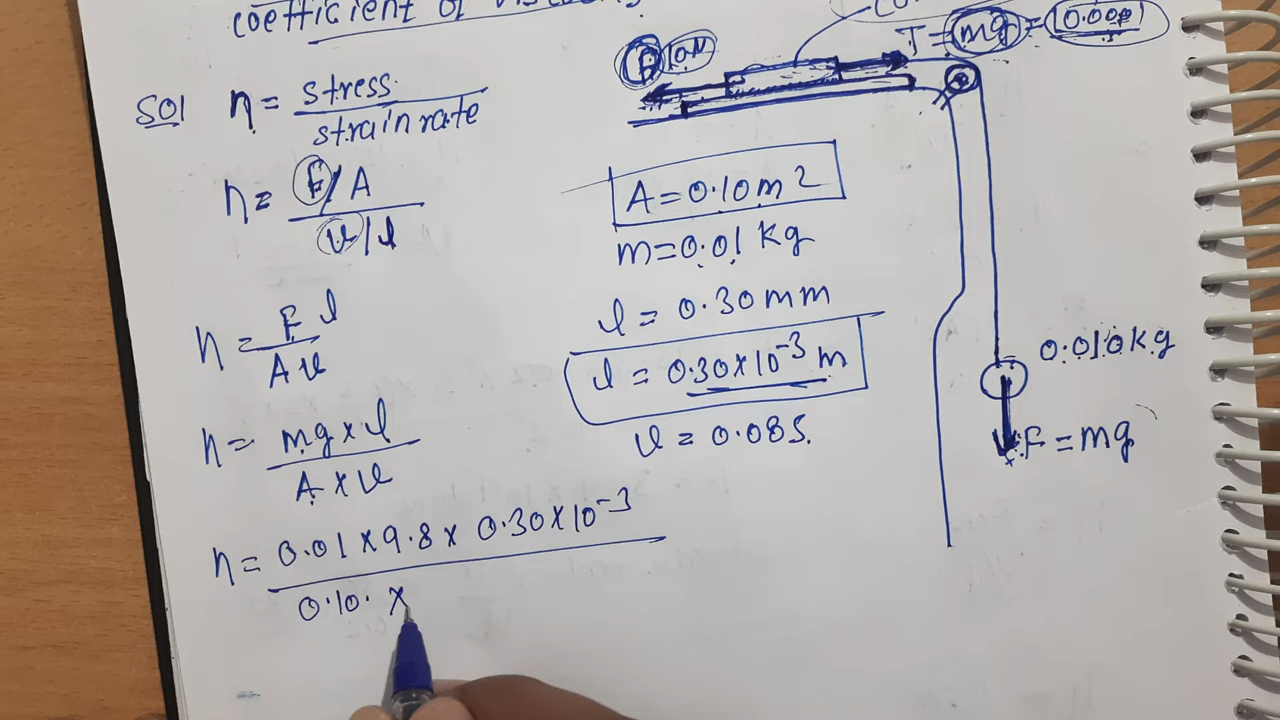 coefficient of
T = mg =
F 10N
Sol η = stress / strain rate
η = F/A / v/l
A = 0.10 m2
m = 0.01 kg
η = F l / A v
l = 0.30 mm
l = 0.30 × 10-3 m
0.010 kg
η = mg × l / A × v
v = 0.085.
F = mg
η = 0.01 × 9.8 × 0.30 × 10-3
0.10. ×